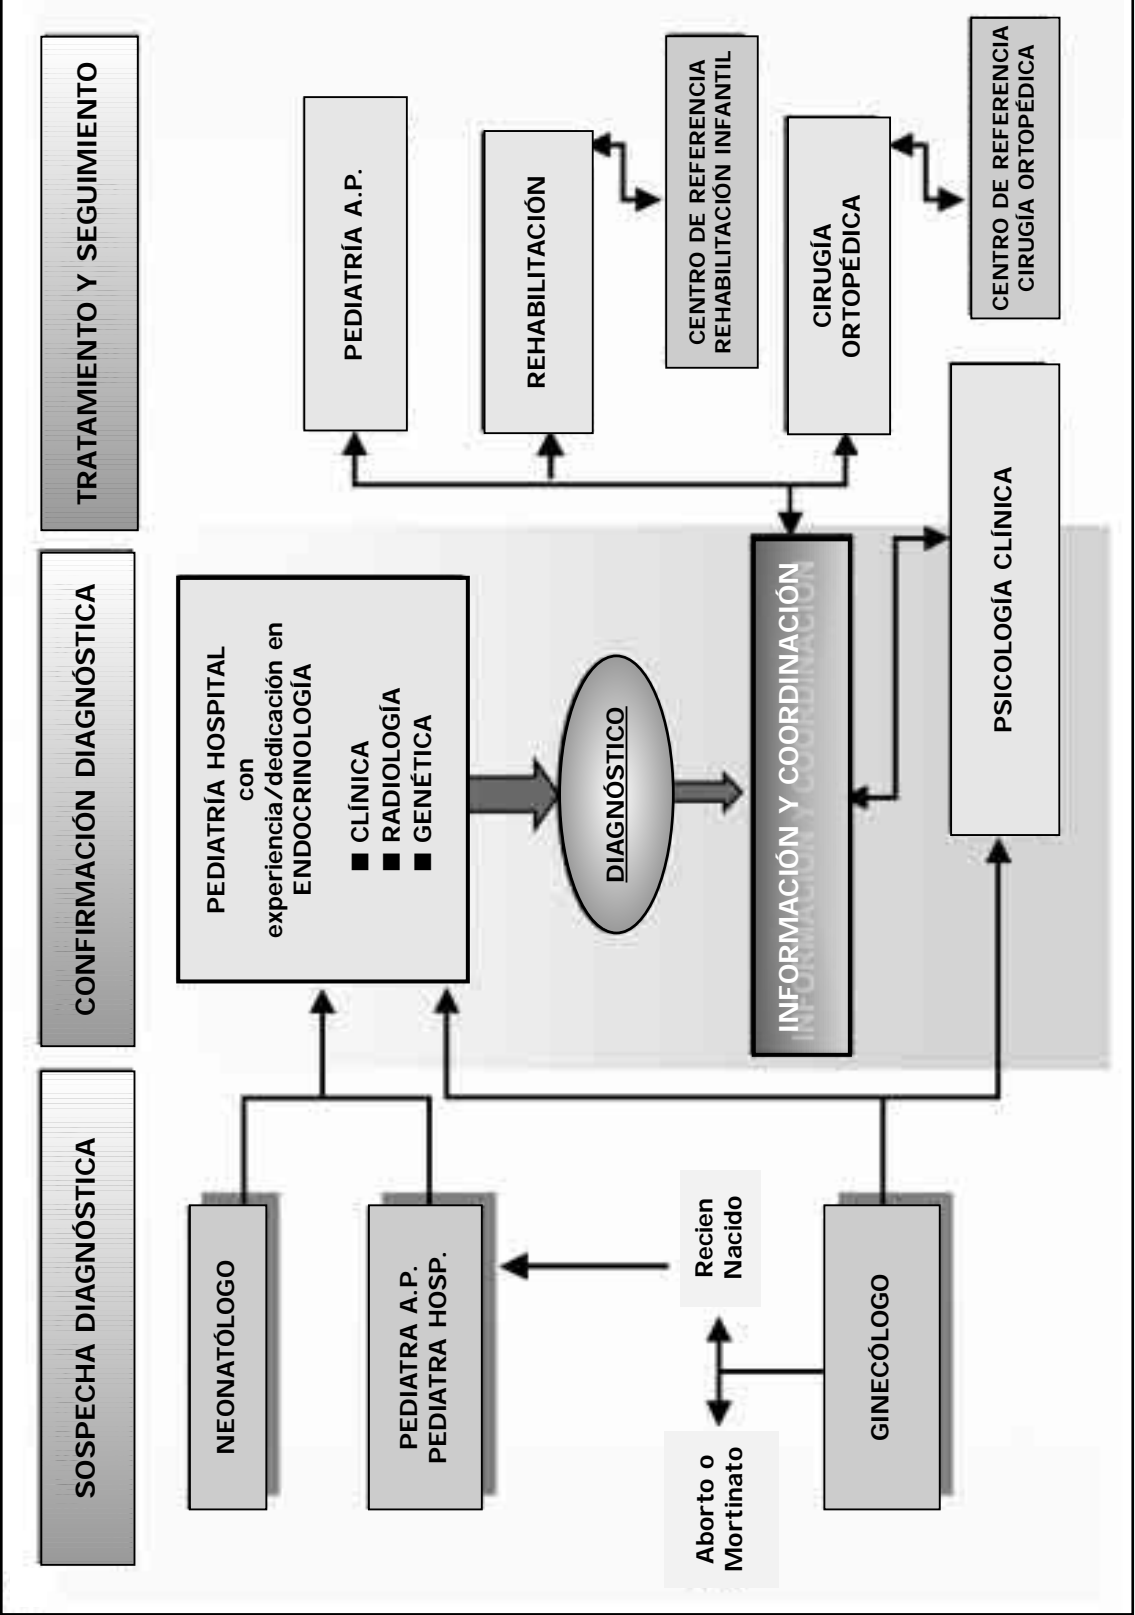 SOSPECHA DIAGNÓSTICA
CONFIRMACIÓN DIAGNÓSTICA
TRATAMIENTO Y SEGUIMIENTO
NEONATÓLOGO
PEDIATRA A.P.
PEDIATRA HOSP.
Recien
Nacido
Aborto o
Mortinato
GINECÓLOGO
PEDIATRÍA HOSPITAL
con
experiencia/dedicación en
ENDOCRINOLOGÍA
■ CLÍNICA
■ RADIOLOGÍA
■ GENÉTICA
DIAGNÓSTICO
INFORMACIÓN Y COORDINACIÓN
PSICOLOGÍA CLÍNICA
PEDIATRÍA A.P.
REHABILITACIÓN
CENTRO DE REFERENCIA
REHABILITACIÓN INFANTIL
CIRUGÍA
ORTOPÉDICA
CENTRO DE REFERENCIA
CIRUGÍA ORTOPÉDICA